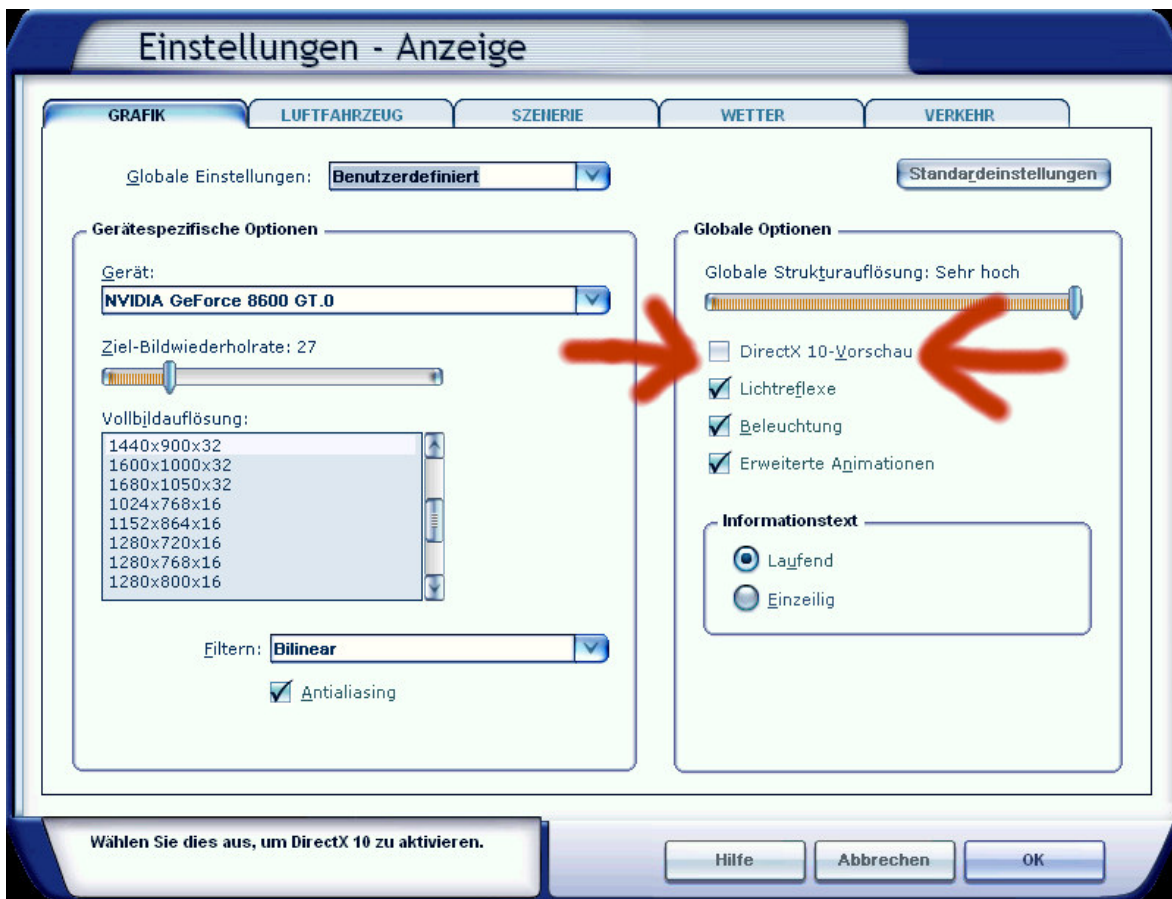 Einstellungen - Anzeige
GRAFIK
LUFTFAHRZEUG
SZENERIE
WETTER
VERKEHR
Globale Einstellungen: Benutzerdefiniert
Standardeinstellungen
Gerätespezifische Optionen
Gerät:
NVIDIA GeForce 8600 GT.0
Ziel-Bildwiederholrate: 27
Vollbildauflösung:
1440x900x32
1600x1000x32
1680x1050x32
1024x768x16
1152x864x16
1280x720x16
1280x768x16
1280x800x16
Filtern: Bilinear
Antialiasing
Globale Optionen
Globale Strukturauflösung: Sehr hoch
DirectX 10-Vorschau
Lichtreflexe
Beleuchtung
Erweiterte Animationen
Informationstext
Laufend
Einzeilig
Wählen Sie dies aus, um DirectX 10 zu aktivieren.
Hilfe
Abbrechen
OK